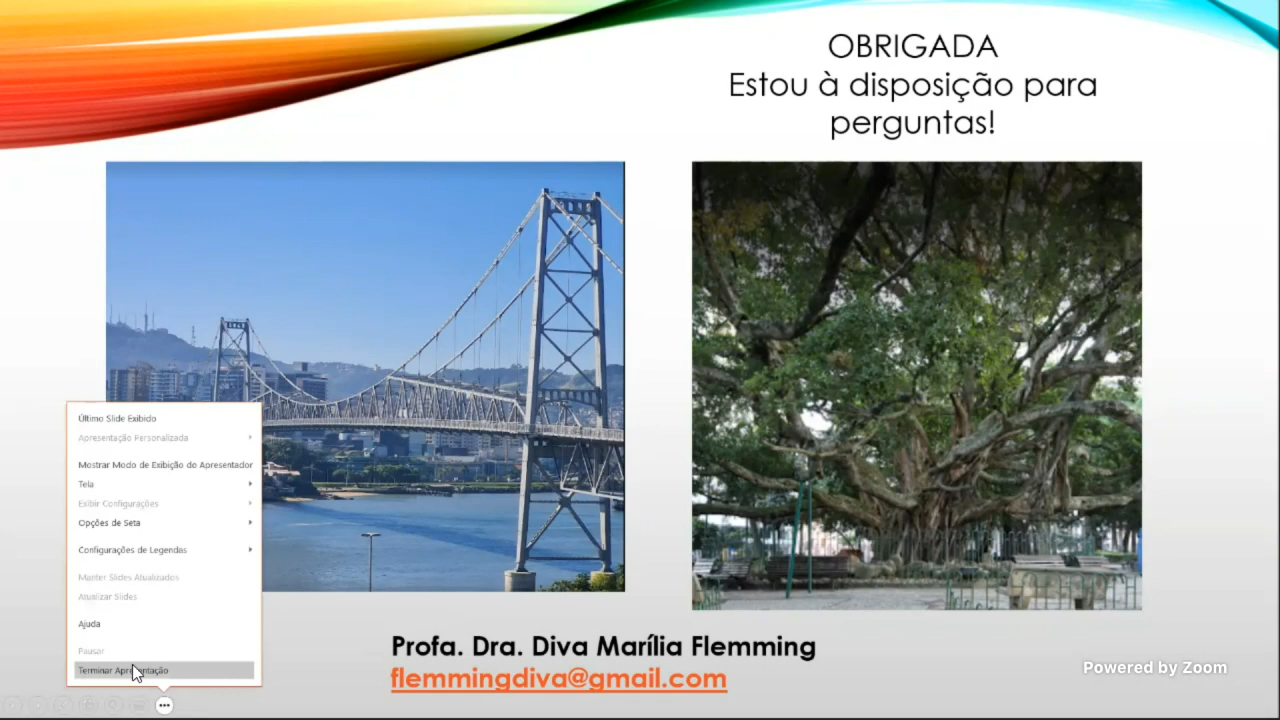 OBRIGADA
Estou à disposição para
perguntas!
Último Slide Exibido
Apresentação Personalizada
Mostrar Modo de Exibição do Apresentador
Tela
Exibir Configurações
Opções de Seta
Configurações de Legendas
Manter Slides Atualizados
Atualizar Slides
Ajuda
Pausar
Terminar Apresentação
Profa. Dra. Diva Marília Flemming
flemmingdiva@gmail.com
Powered by Zoom